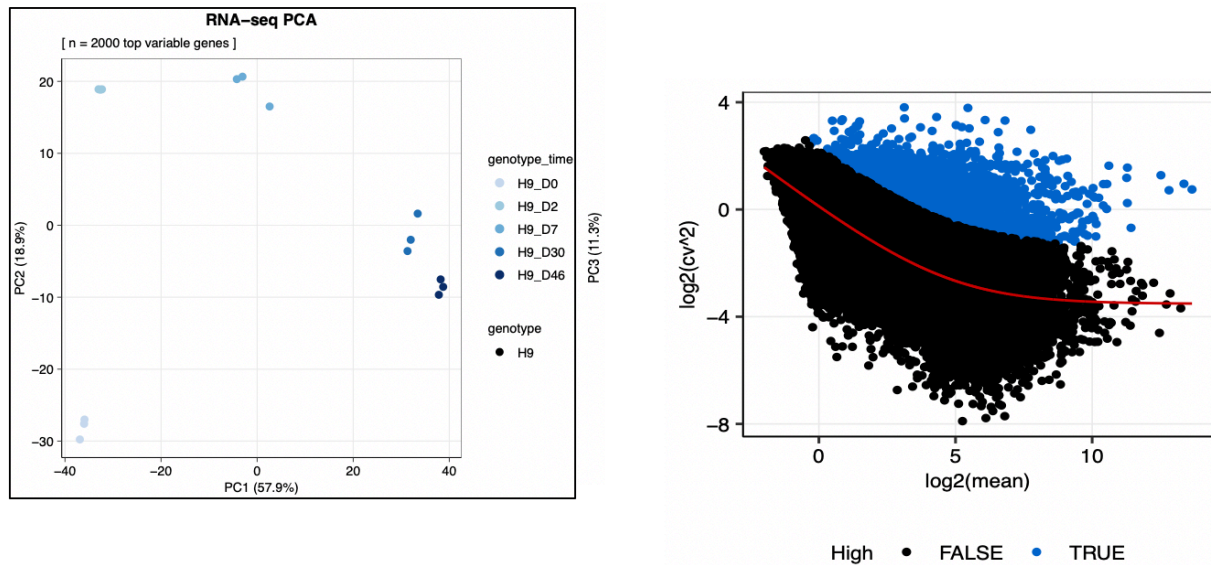 RNA−seq PCA
[ n = 2000 top variable genes ]
20
10
0
−10
−20
−30
−40
−20
0
20
40
PC1 (57.9%)
PC2 (18.9%)
genotype_time
H9_D0
H9_D2
H9_D7
H9_D30
H9_D46
genotype
H9
PC3 (11.3%)
4
0
−4
−8
0
5
10
log2(cv^2)
log2(mean)
High FALSE TRUE